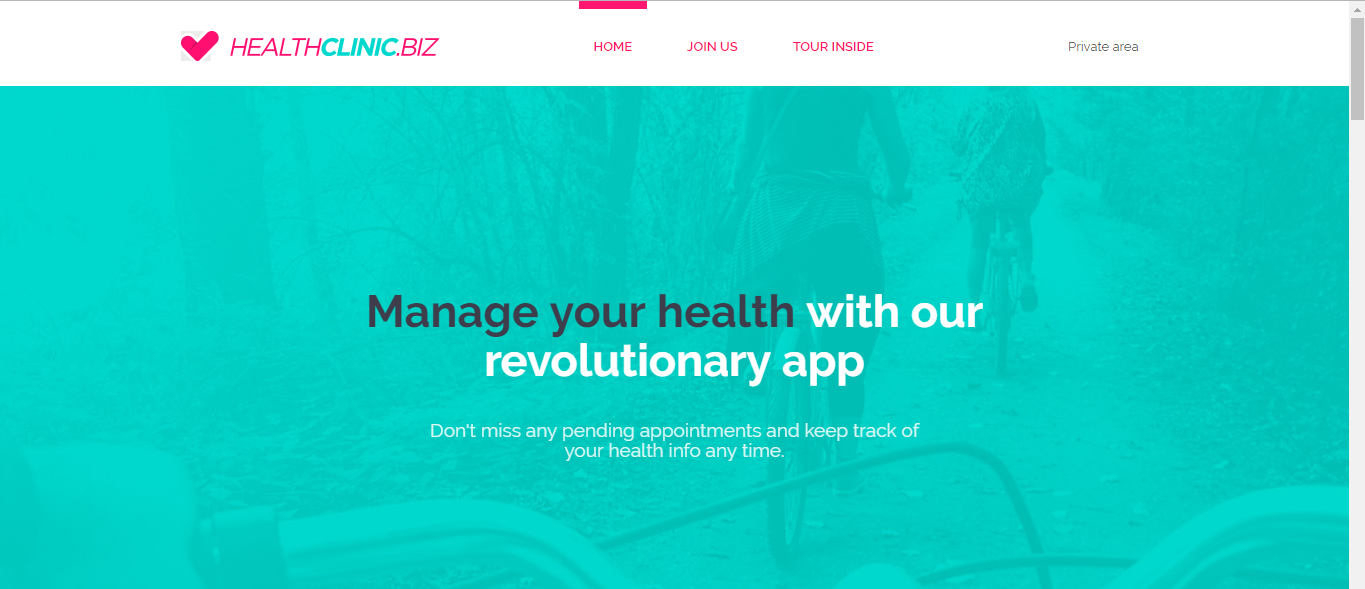 HEALTHCLINIC.BIZ
HOME
JOIN US
TOUR INSIDE
Private area
Manage your health with our
revolutionary app
Don't miss any pending appointments and keep track of
your health info any time.